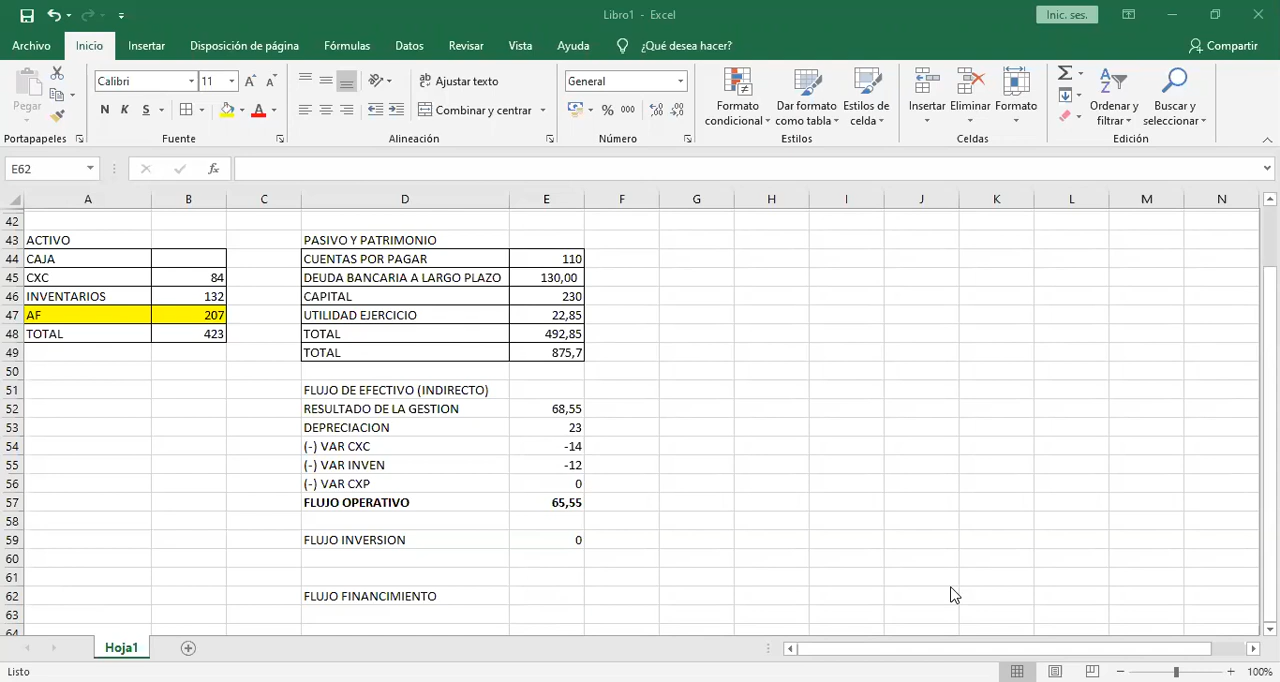 Libro1 - Excel
Inic. ses.
Archivo Inicio Insertar Disposición de página Fórmulas Datos Revisar Vista Ayuda ¿Qué desea hacer? Compartir
Pegar
Calibri 11
N K S
Ajustar texto
Combinar y centrar
General
% 000
Formato condicional
Dar formato como tabla
Estilos de celda
Insertar
Eliminar
Formato
Ordenar y filtrar
Buscar y seleccionar
Portapapeles Fuente Alineación Número Estilos Celdas Edición
E62 fx
A B C D E F G H I J K L M N
42
43 ACTIVO PASIVO Y PATRIMONIO
44 CAJA CUENTAS POR PAGAR 110
45 CXC 84 DEUDA BANCARIA A LARGO PLAZO 130,00
46 INVENTARIOS 132 CAPITAL 230
47 AF 207 UTILIDAD EJERCICIO 22,85
48 TOTAL 423 TOTAL 492,85
49 TOTAL 875,7
50
51 FLUJO DE EFECTIVO (INDIRECTO)
52 RESULTADO DE LA GESTION 68,55
53 DEPRECIACION 23
54 (-) VAR CXC -14
55 (-) VAR INVEN -12
56 (-) VAR CXP 0
57 FLUJO OPERATIVO 65,55
58
59 FLUJO INVERSION 0
60
61
62 FLUJO FINANCIMIENTO
63
64
Hoja1
Listo 100%